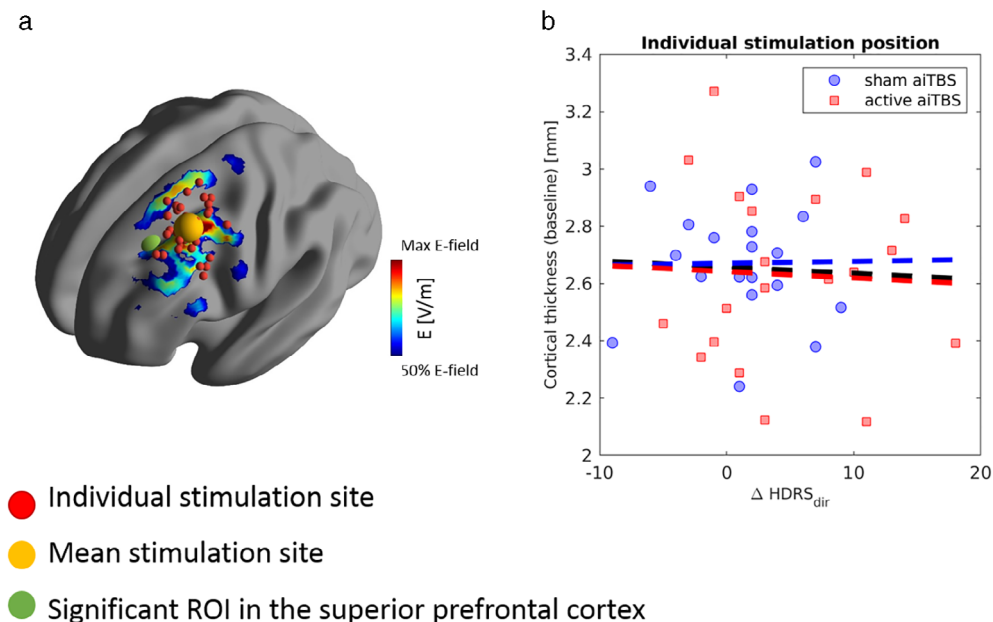 a
b
Individual stimulation position
3.4
3.2
3
2.8
2.6
2.4
2.2
2
-10
0
10
20
Cortical thickness (baseline) [mm]
Δ HDRS_dir
sham aiTBS
active aiTBS
Max E-field
E [V/m]
50% E-field
Individual stimulation site
Mean stimulation site
Significant ROI in the superior prefrontal cortex